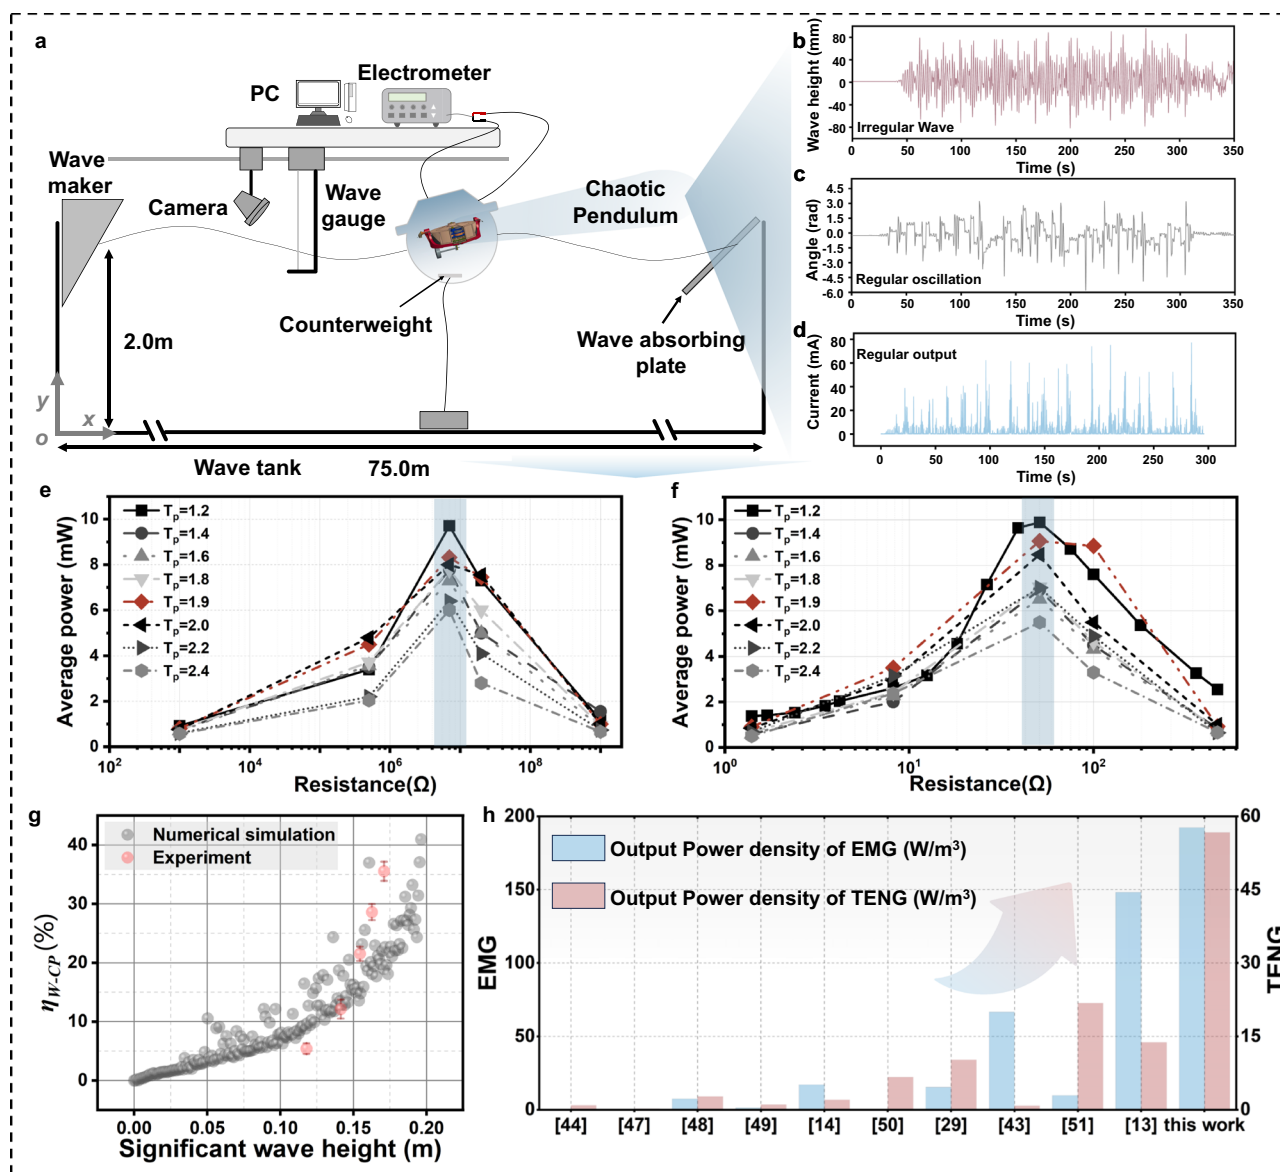 a
PC
Electrometer
Wave
maker
Camera
Wave
gauge
Chaotic
Pendulum
Counterweight
Wave absorbing
plate
2.0m
y
x
o
Wave tank
75.0m
b
Wave height (mm)
80
40
0
-40
-80
Irregular Wave
0 50 100 150 200 250 300 350
Time (s)
c
Angle (rad)
4.5
3.0
1.5
0.0
-1.5
-3.0
-4.5
-6.0
Regular oscillation
0 50 100 150 200 250 300 350
Time (s)
d
Current (mA)
80
60
40
20
0
Regular output
0 50 100 150 200 250 300
Time (s)
e
Average power (mW)
10
8
6
4
2
0
Tp=1.2
Tp=1.4
Tp=1.6
Tp=1.8
Tp=1.9
Tp=2.0
Tp=2.2
Tp=2.4
10² 10⁴ 10⁶ 10⁸
Resistance(Ω)
f
Average power (mW)
10
8
6
4
2
0
Tp=1.2
Tp=1.4
Tp=1.6
Tp=1.8
Tp=1.9
Tp=2.0
Tp=2.2
Tp=2.4
10⁰ 10¹ 10²
Resistance(Ω)
g
ηW-CP (%)
40
30
20
10
0
Numerical simulation
Experiment
0.00 0.05 0.10 0.15 0.20
Significant wave height (m)
h
EMG
200
150
100
50
0
Output Power density of EMG (W/m³)
Output Power density of TENG (W/m³)
60
45
30
15
0
TENG
[44] [47] [48] [49] [14] [50] [29] [43] [51] [13] this work